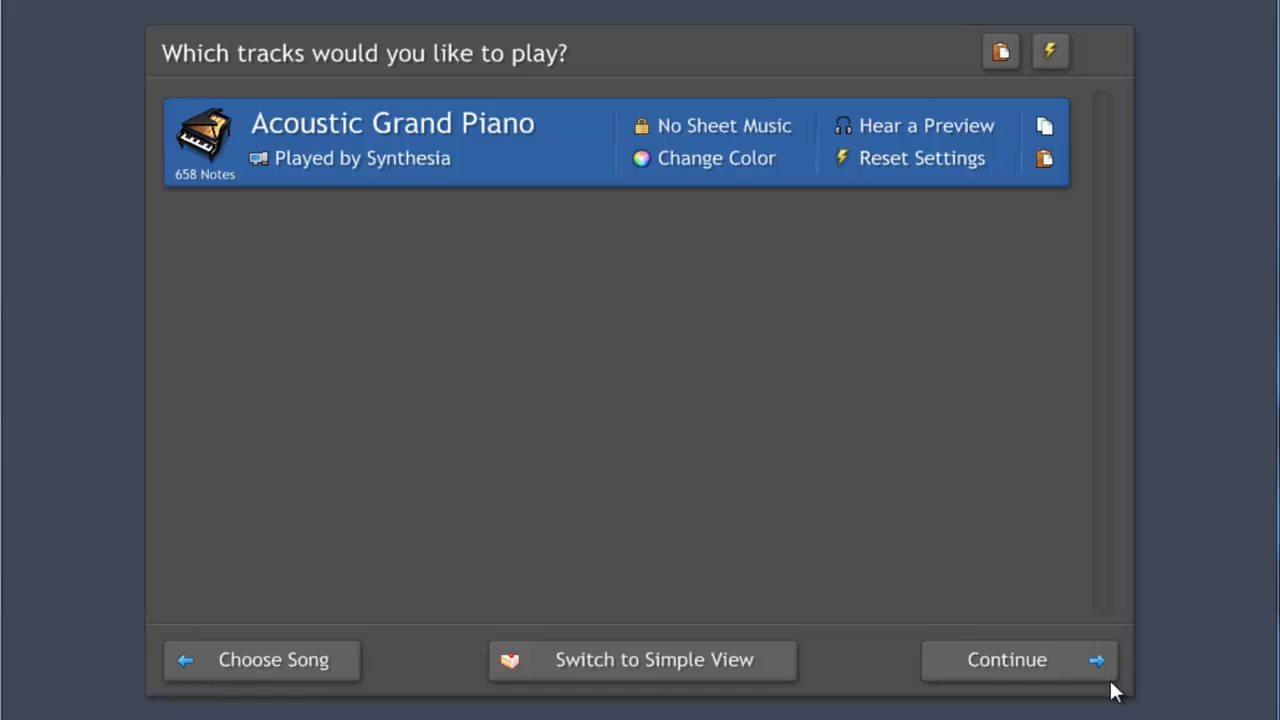 Which tracks would you like to play?
Acoustic Grand Piano
No Sheet Music
Hear a Preview
Played by Synthesia
Change Color
Reset Settings
658 Notes
Choose Song
Switch to Simple View
Continue